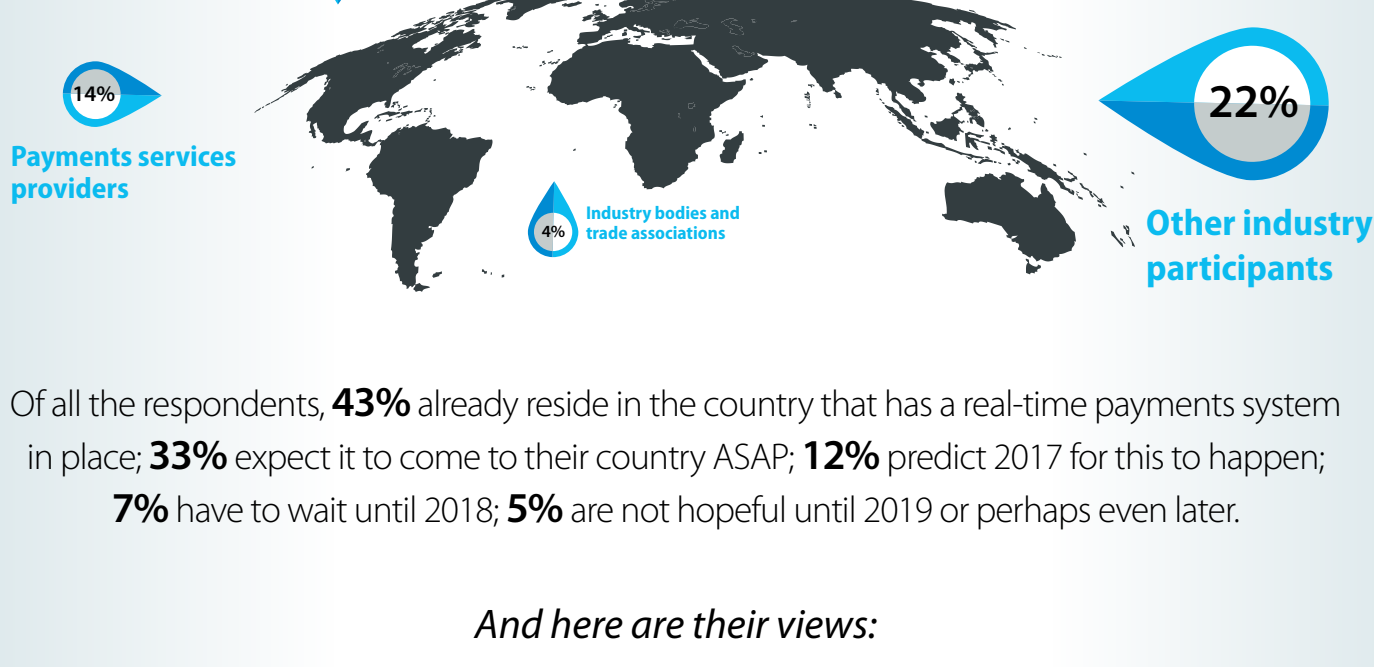 14%
Payments services
providers
22%
Other industry
participants
4%
Industry bodies and
trade associations
Of all the respondents, 43% already reside in the country that has a real-time payments system
in place; 33% expect it to come to their country ASAP; 12% predict 2017 for this to happen;
7% have to wait until 2018; 5% are not hopeful until 2019 or perhaps even later.
And here are their views: